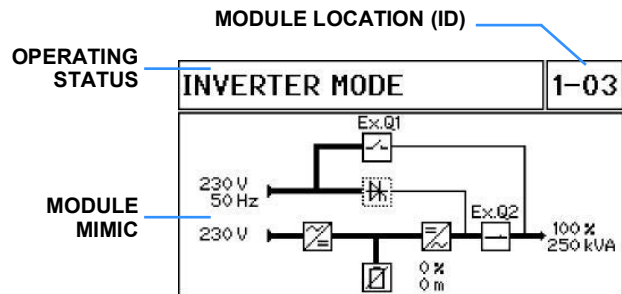 MODULE LOCATION (ID)
OPERATING
STATUS
INVERTER MODE
1-03
Ex.Q1
230 V
50 Hz
MODULE
MIMIC
Ex.Q2
230 V
100 %
250 kVA
0 %
0 m